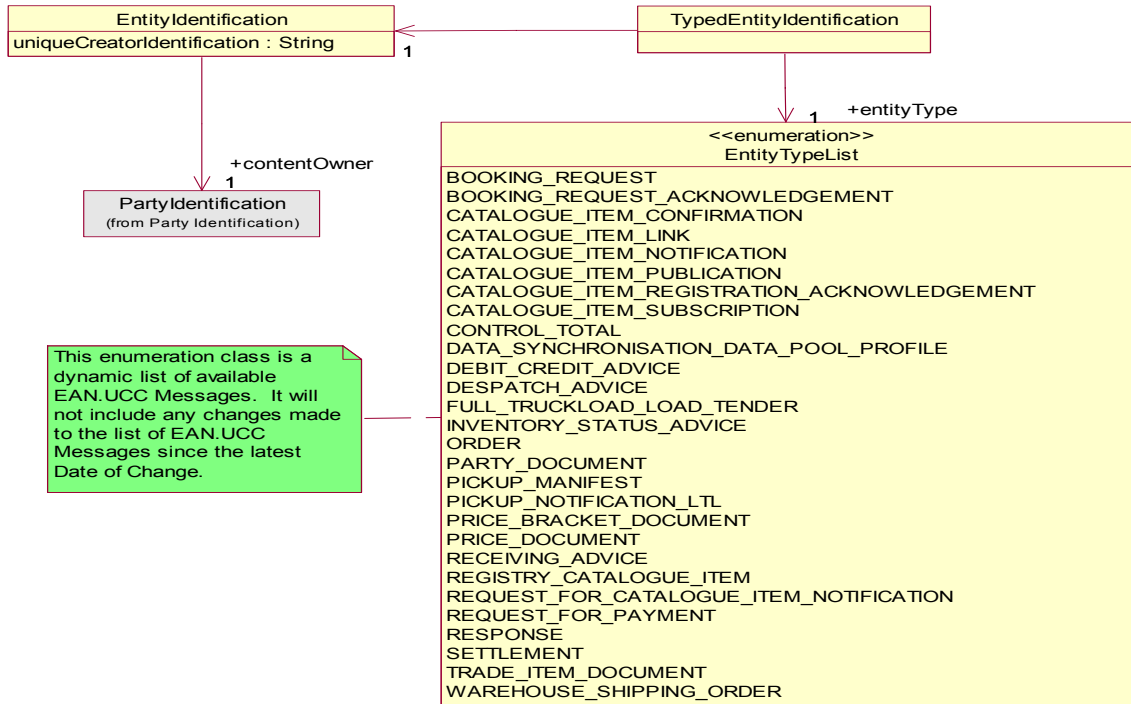 EntityIdentification
uniqueCreatorIdentification : String
TypedEntityIdentification
1
1
+entityType
+contentOwner
1
PartyIdentification
(from Party Identification)
<<enumeration>>
EntityTypeList
BOOKING_REQUEST
BOOKING_REQUEST_ACKNOWLEDGEMENT
CATALOGUE_ITEM_CONFIRMATION
CATALOGUE_ITEM_LINK
CATALOGUE_ITEM_NOTIFICATION
CATALOGUE_ITEM_PUBLICATION
CATALOGUE_ITEM_REGISTRATION_ACKNOWLEDGEMENT
CATALOGUE_ITEM_SUBSCRIPTION
CONTROL_TOTAL
DATA_SYNCHRONISATION_DATA_POOL_PROFILE
DEBIT_CREDIT_ADVICE
DESPATCH_ADVICE
FULL_TRUCKLOAD_LOAD_TENDER
INVENTORY_STATUS_ADVICE
ORDER
PARTY_DOCUMENT
PICKUP_MANIFEST
PICKUP_NOTIFICATION_LTL
PRICE_BRACKET_DOCUMENT
PRICE_DOCUMENT
RECEIVING_ADVICE
REGISTRY_CATALOGUE_ITEM
REQUEST_FOR_CATALOGUE_ITEM_NOTIFICATION
REQUEST_FOR_PAYMENT
RESPONSE
SETTLEMENT
TRADE_ITEM_DOCUMENT
WAREHOUSE_SHIPPING_ORDER
This enumeration class is a
dynamic list of available
EAN.UCC Messages. It will
not include any changes made
to the list of EAN.UCC
Messages since the latest
Date of Change.